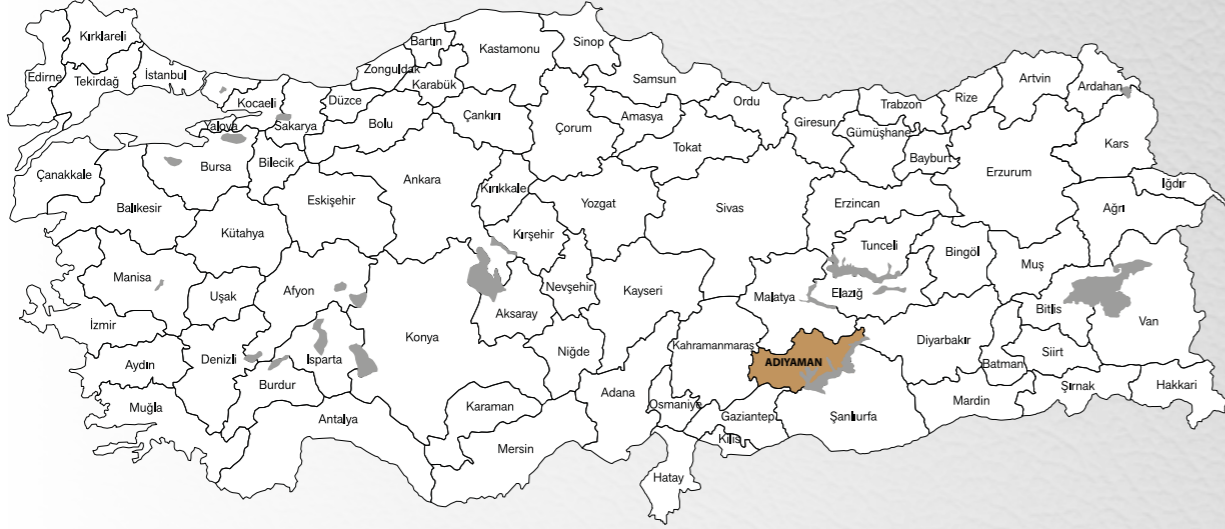 Kırklareli
Edirne
Tekirdağ
İstanbul
Kocaeli
Yalova
Sakarya
Düzce
Zonguldak
Bartın
Karabük
Kastamonu
Sinop
Samsun
Ordu
Giresun
Trabzon
Rize
Artvin
Ardahan
Çanakkale
Balıkesir
Bursa
Bilecik
Bolu
Çankırı
Çorum
Amasya
Tokat
Gümüşhane
Bayburt
Erzurum
Kars
Iğdır
Kütahya
Eskişehir
Ankara
Kırıkkale
Yozgat
Sivas
Erzincan
Ağrı
Manisa
Uşak
Afyon
Kırşehir
Nevşehir
Kayseri
Malatya
Tunceli
Elazığ
Bingöl
Muş
Bitlis
Van
İzmir
Aydın
Denizli
Isparta
Burdur
Konya
Aksaray
Niğde
Kahramanmaraş
ADIYAMAN
Diyarbakır
Batman
Siirt
Şırnak
Hakkari
Muğla
Antalya
Karaman
Mersin
Adana
Osmaniye
Gaziantep
Kilis
Şanlıurfa
Mardin
Hatay